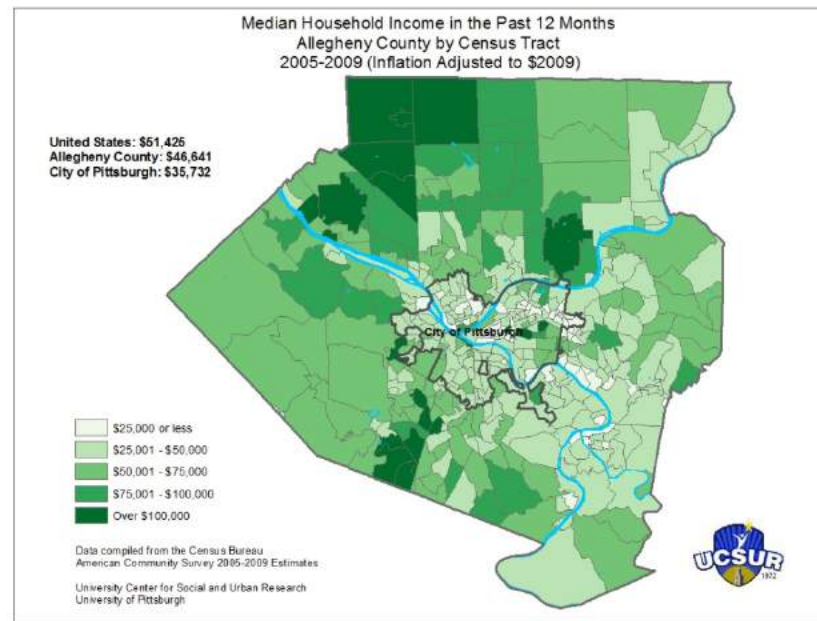 Median Household Income in the Past 12 Months
Allegheny County by Census Tract
2005-2009 (Inflation Adjusted to $2009)
United States: $51,425
Allegheny County: $46,641
City of Pittsburgh: $35,732
City of Pittsburgh
$25,000 or less
$25,001 - $50,000
$50,001 - $75,000
$75,001 - $100,000
Over $100,000
Data compiled from the Census Bureau
American Community Survey 2005-2009 Estimates
University Center for Social and Urban Research
University of Pittsburgh
UCSUR
1972